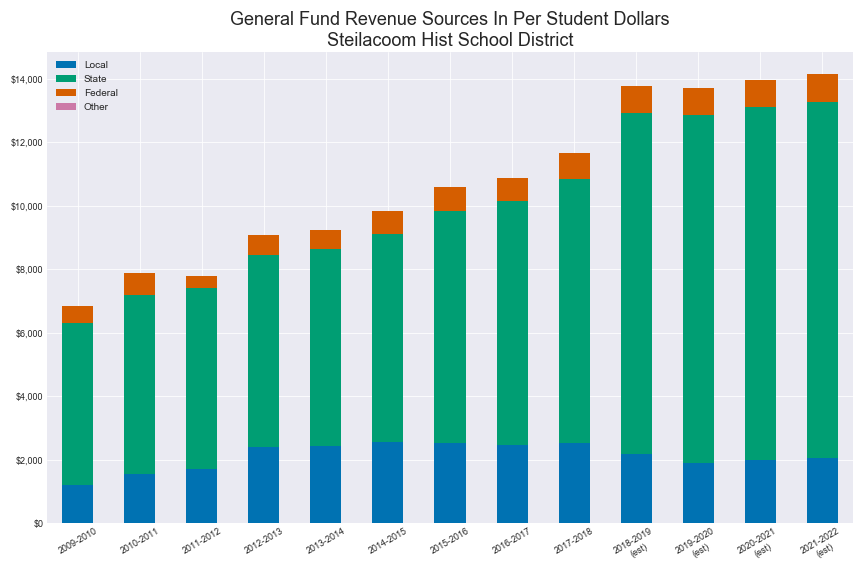 General Fund Revenue Sources In Per Student Dollars
Steilacoom Hist School District
Local
State
Federal
Other
$14,000
$12,000
$10,000
$8,000
$6,000
$4,000
$2,000
$0
2009-2010
2010-2011
2011-2012
2012-2013
2013-2014
2014-2015
2015-2016
2016-2017
2017-2018
2018-2019
(est)
2019-2020
(est)
2020-2021
(est)
2021-2022
(est)